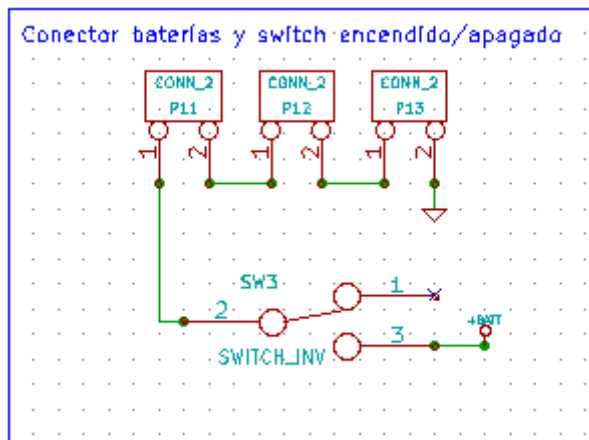 Conector baterías y switch encendido/apagado
CONN_2 CONN_2 CONN_2
P11 P12 P13
1 2 1 2 1 2
SW3 1
2 +BATT
3
SWITCH_INV